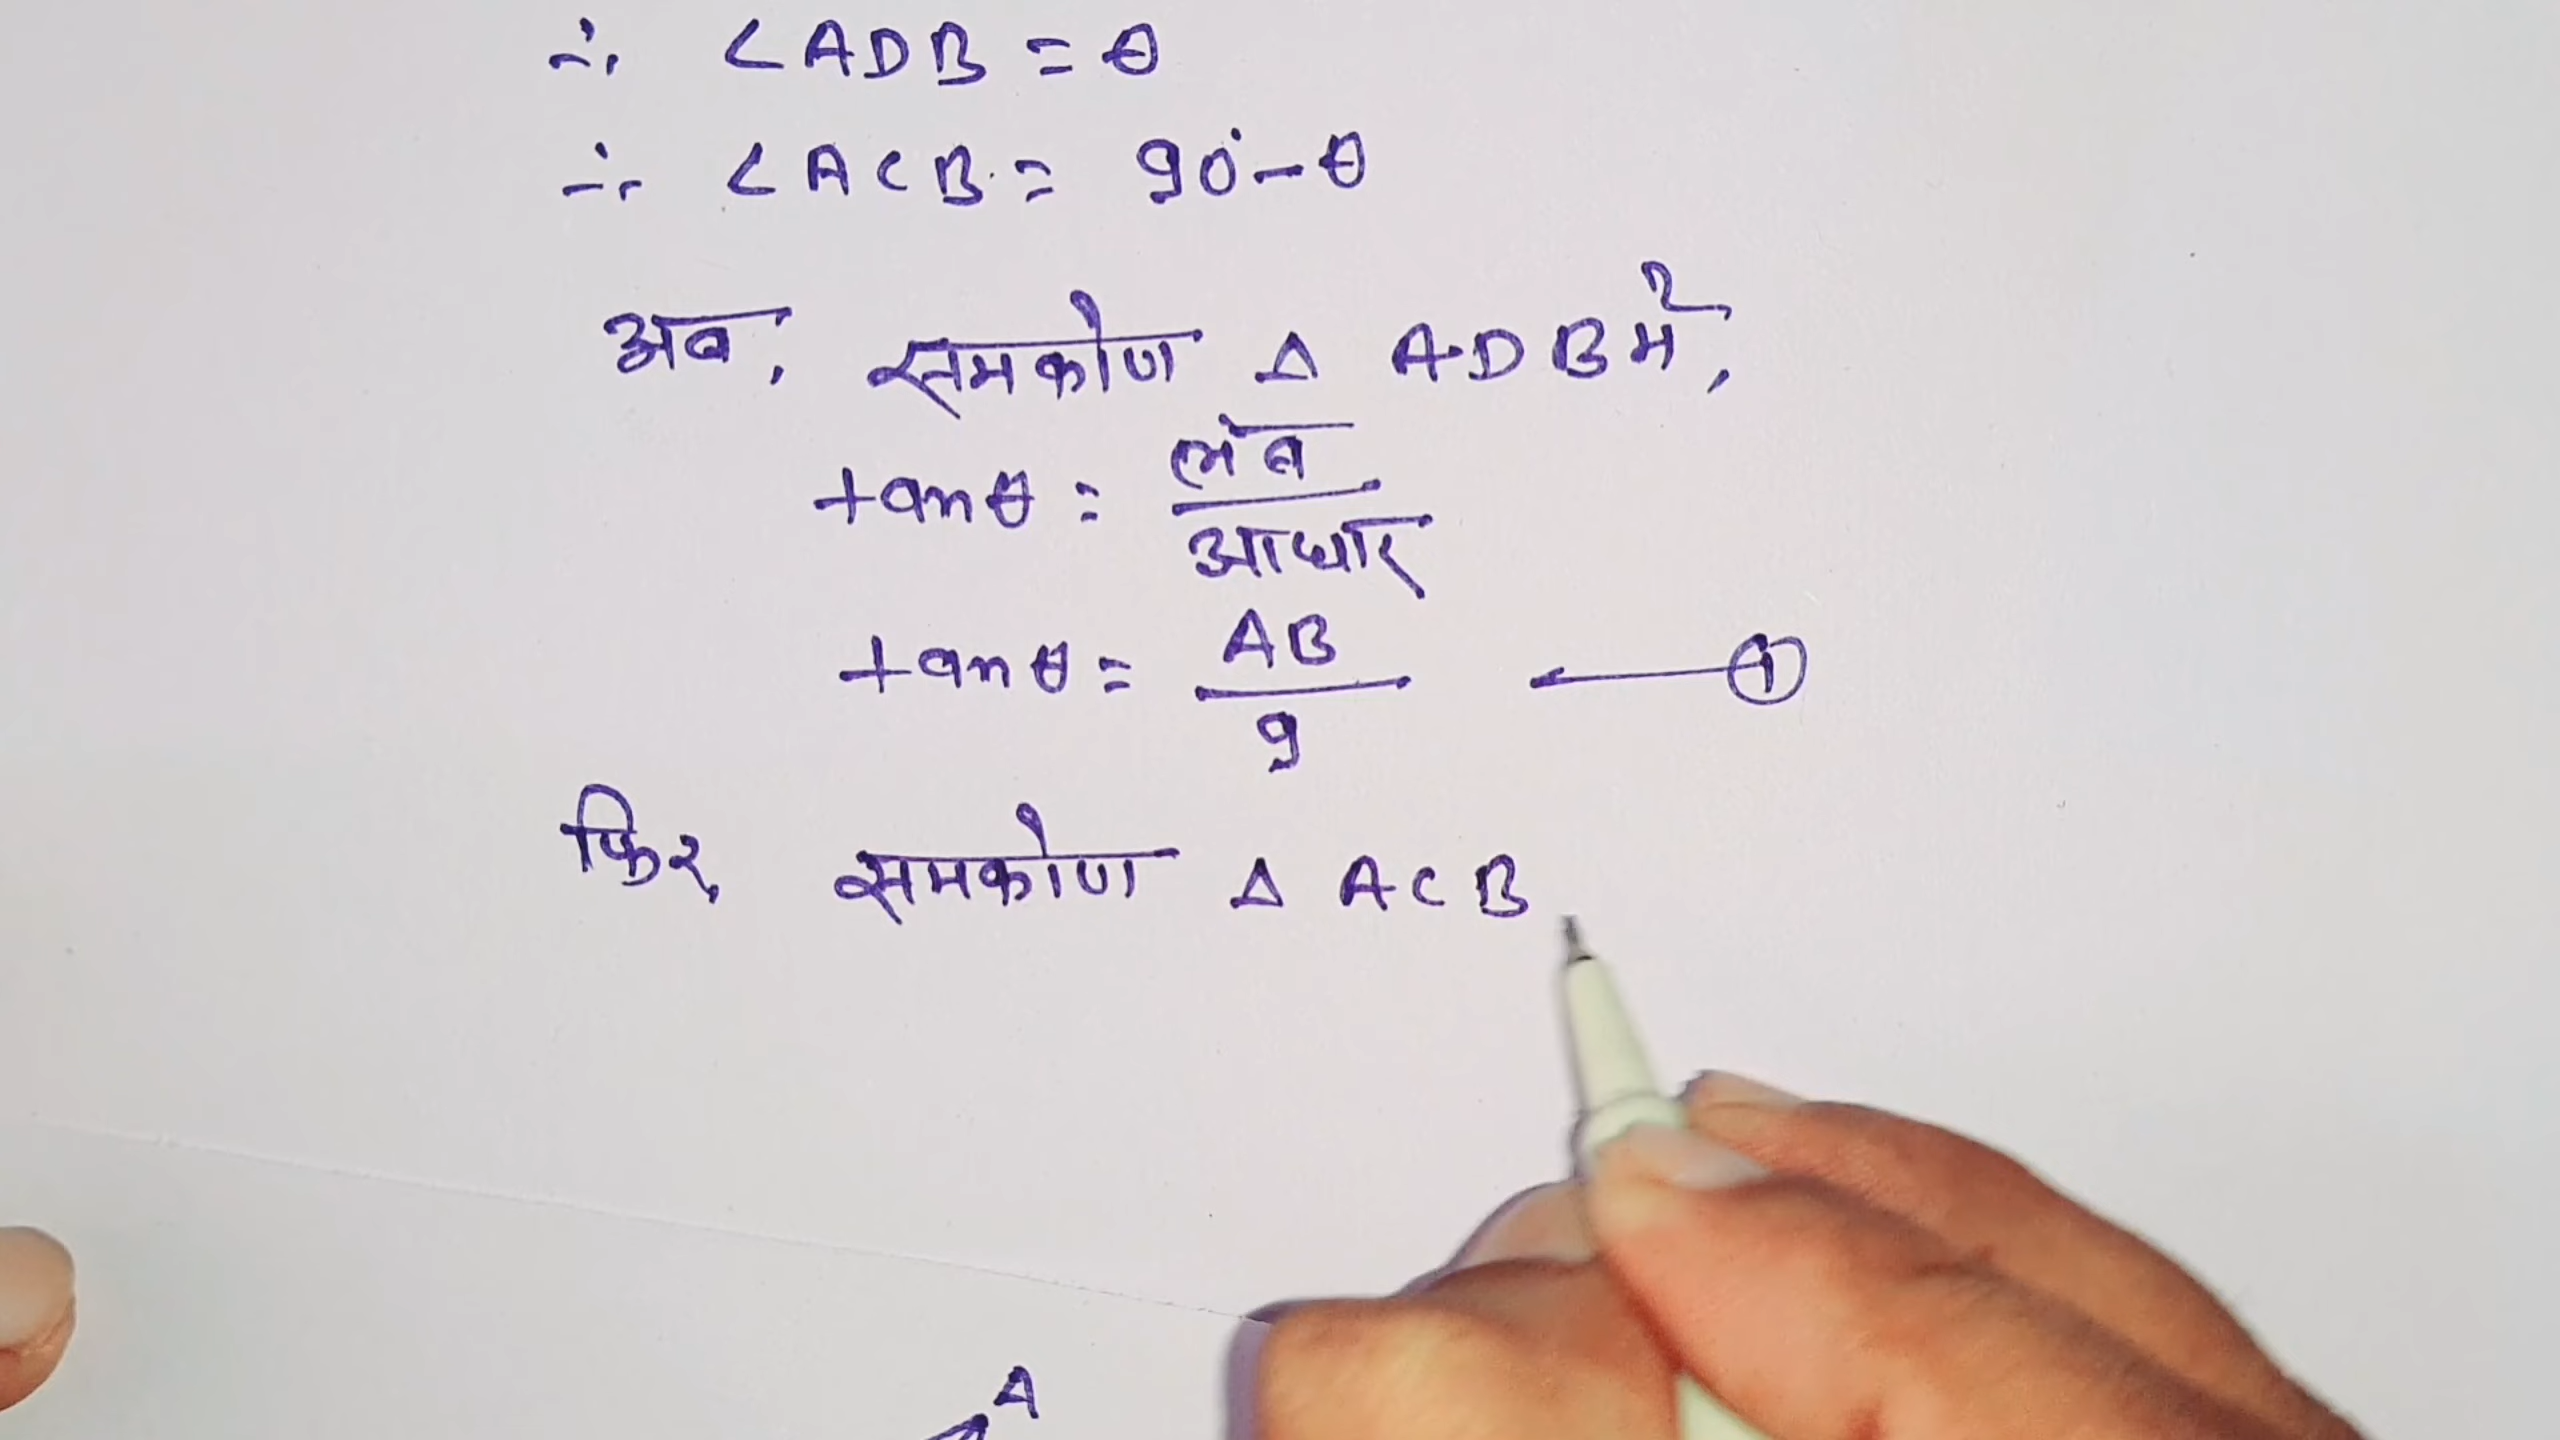 ∴ ∠ADB = θ
∴ ∠ACB = 90° - θ
अब, समकोण Δ ADB में,
tanθ = लंब / आधार
tanθ = AB / 9 — ①
फिर, समकोण Δ ACB
A